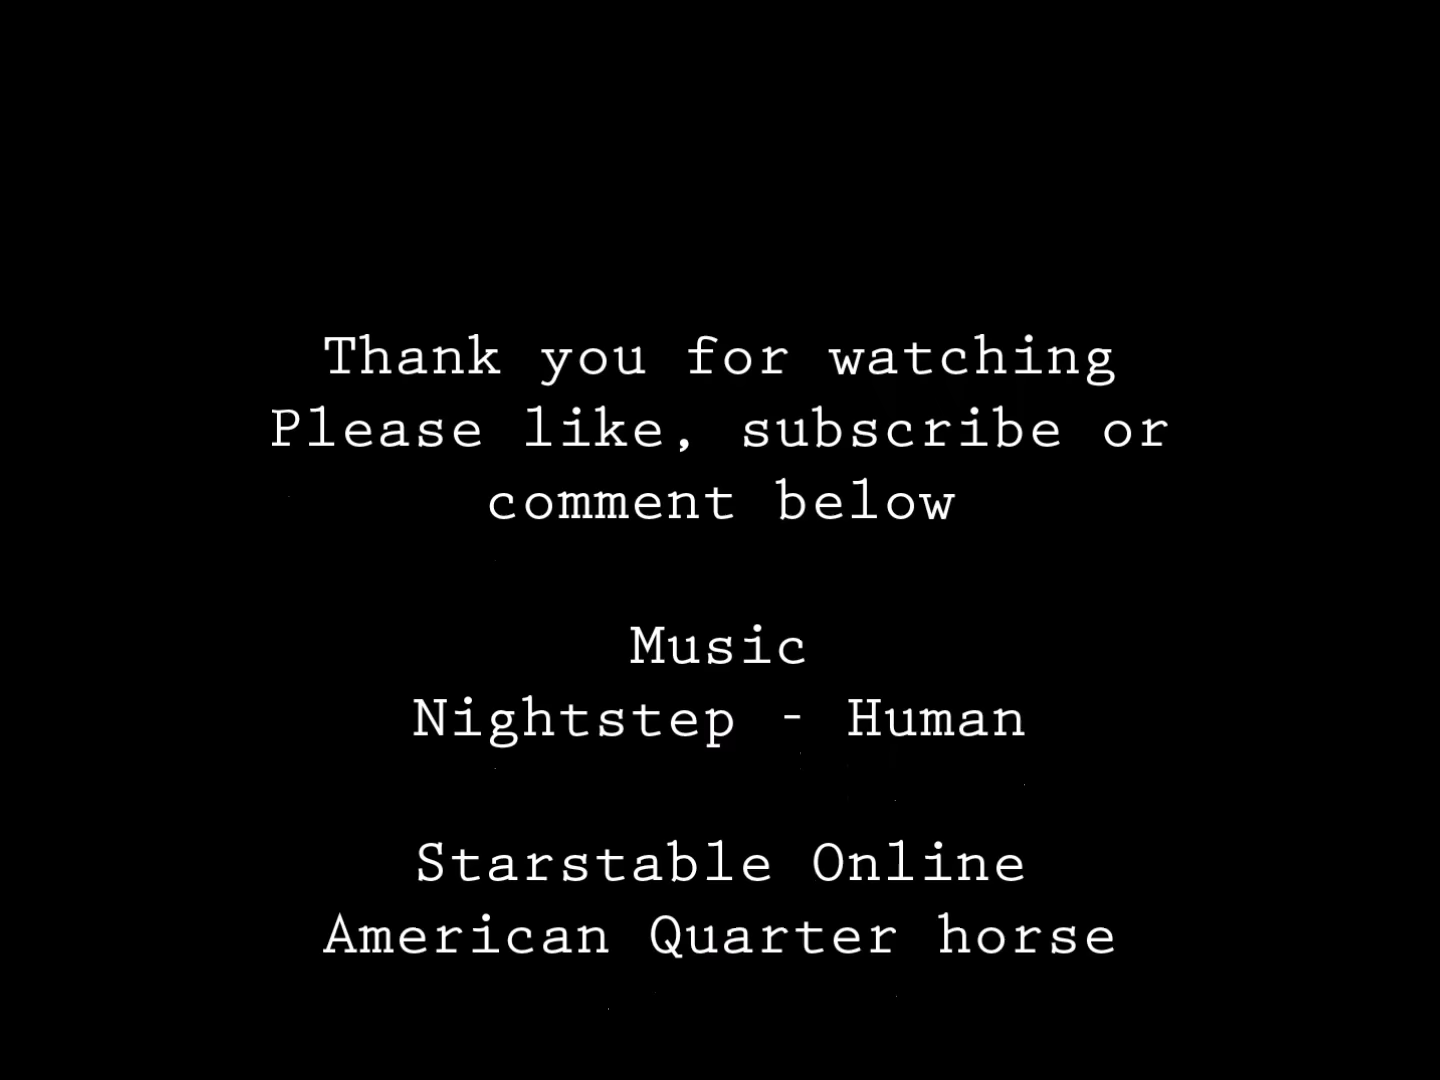 Thank you for watching
Please like, subscribe or
comment below
Music
Nightstep - Human
Starstable Online
American Quarter horse